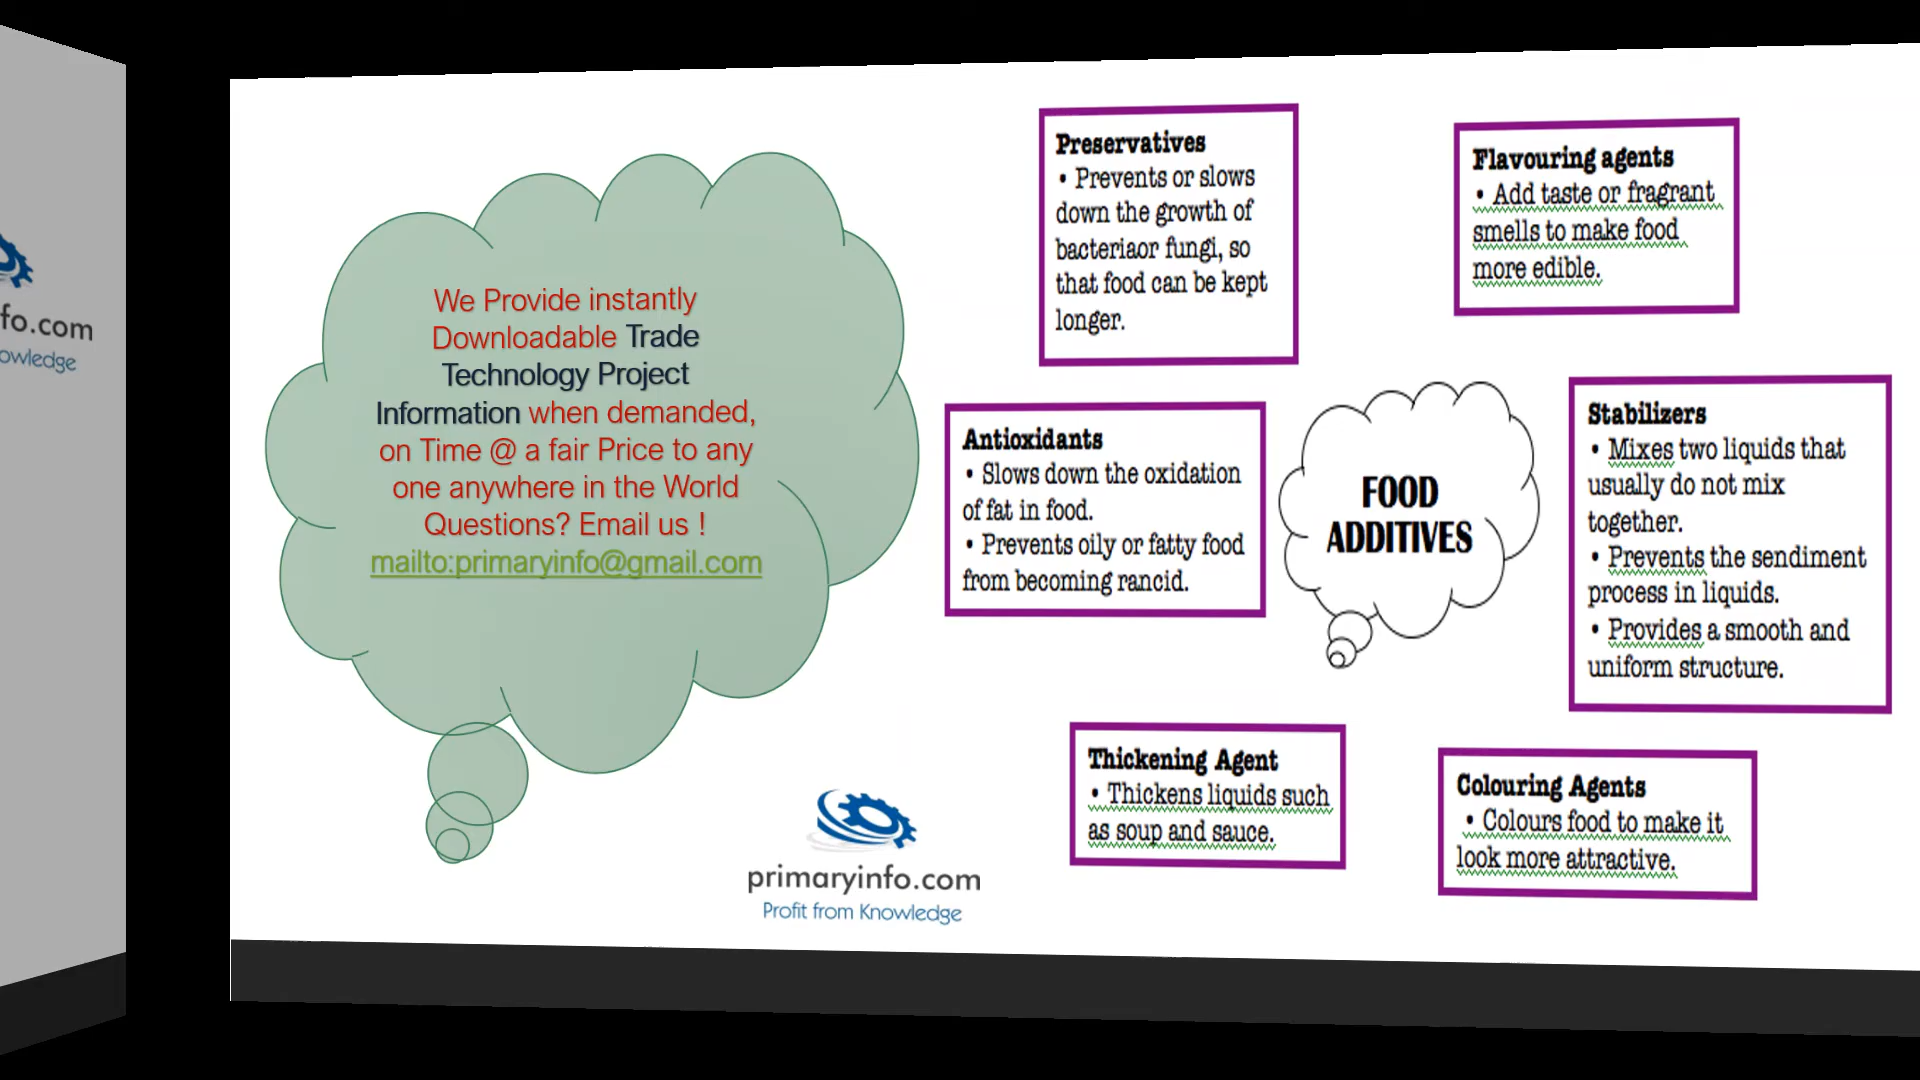 fo.com
owledge
We Provide instantly
Downloadable Trade
Technology Project
Information when demanded,
on Time @ a fair Price to any
one anywhere in the World
Questions? Email us !
mailto:primaryinfo@gmail.com
primaryinfo.com
Profit from Knowledge
Preservatives
• Prevents or slows
down the growth of
bacteriaor fungi, so
that food can be kept
longer.
Flavouring agents
• Add taste or fragrant
smells to make food
more edible.
Antioxidants
• Slows down the oxidation
of fat in food.
• Prevents oily or fatty food
from becoming rancid.
FOOD
ADDITIVES
Stabilizers
• Mixes two liquids that
usually do not mix
together.
• Prevents the sendiment
process in liquids.
• Provides a smooth and
uniform structure.
Thickening Agent
• Thickens liquids such
as soup and sauce.
Colouring Agents
• Colours food to make it
look more attractive.